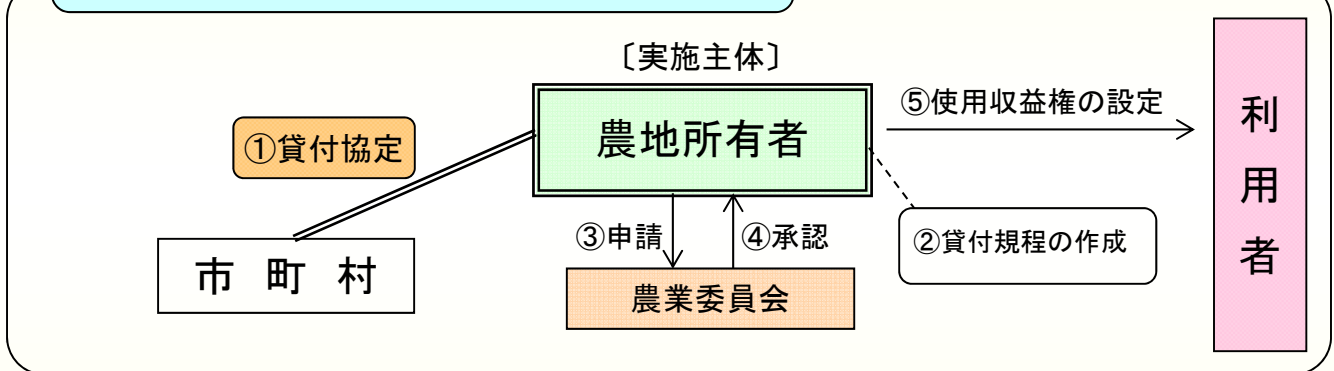 〔実施主体〕
農地所有者
⑤使用収益権の設定
利用者
①貸付協定
③申請
④承認
②貸付規程の作成
市 町 村
農業委員会